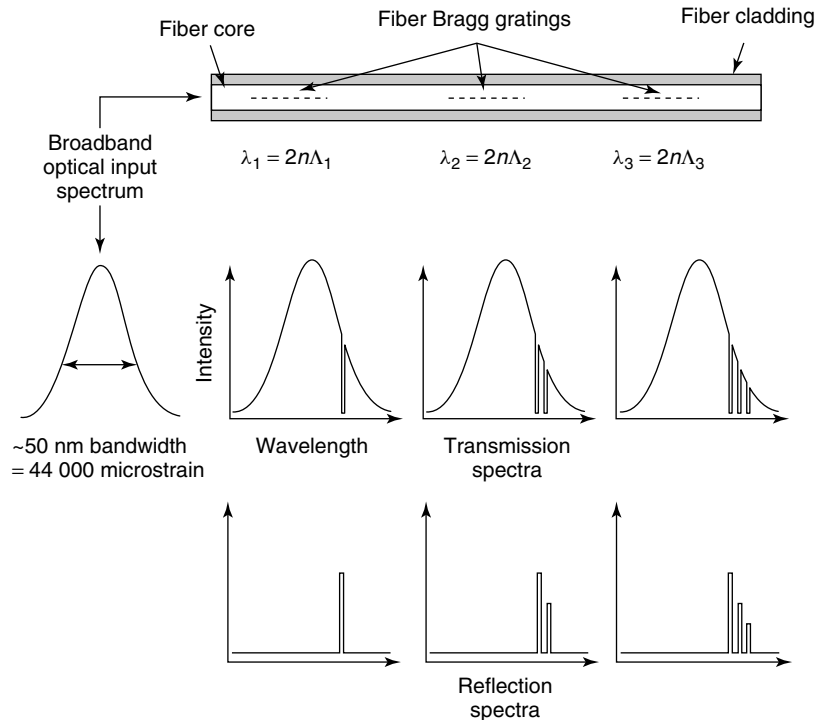 Fiber core
Fiber Bragg gratings
Fiber cladding
Broadband
optical input
spectrum
λ1 = 2nΛ1
λ2 = 2nΛ2
λ3 = 2nΛ3
Intensity
~50 nm bandwidth
= 44 000 microstrain
Wavelength
Transmission
spectra
Reflection
spectra